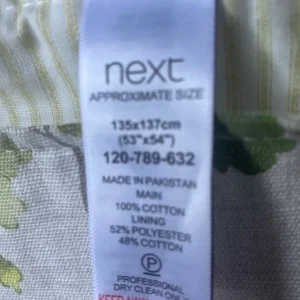 next
APPROXIMATE SIZE
135x137cm
(53"x54")
120-789-632
MADE IN PAKISTAN
MAIN
100% COTTON
LINING
52% POLYESTER
48% COTTON
P
PROFESSIONAL
DRY CLEAN ONLY
KEEP